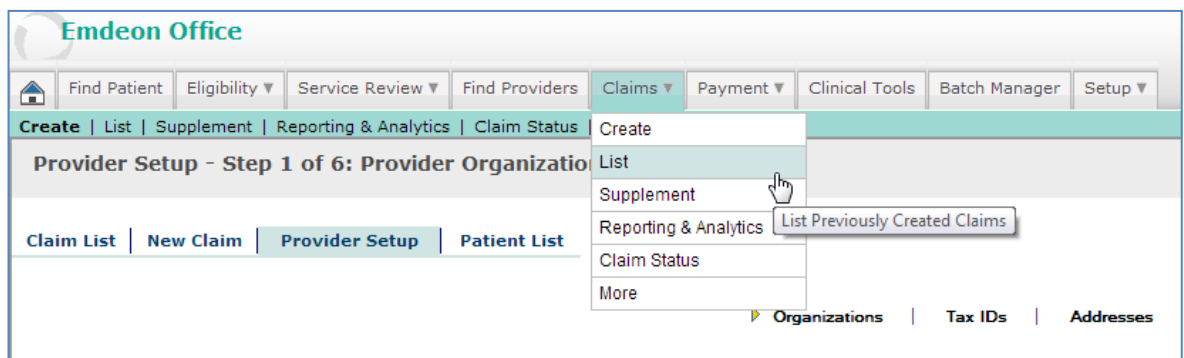 Emdeon Office
Find Patient Eligibility ▼ Service Review ▼ Find Providers Claims ▼ Payment ▼ Clinical Tools Batch Manager Setup ▼
Create | List | Supplement | Reporting & Analytics | Claim Status |
Create
Provider Setup - Step 1 of 6: Provider
List
Supplement
List Previously Created Claims
Reporting & Analytics
Claim List | New Claim | Provider Setup | Patient List
Claim Status
More
Organizations | Tax IDs | Addresses